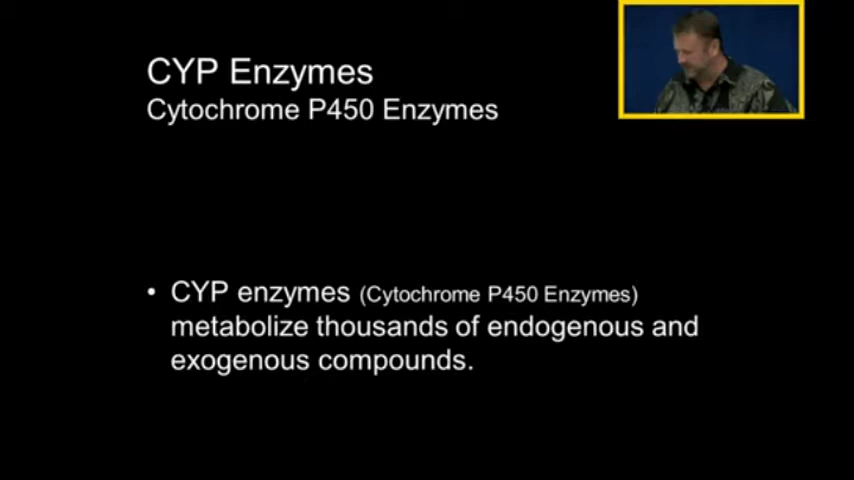 CYP Enzymes
Cytochrome P450 Enzymes
• CYP enzymes (Cytochrome P450 Enzymes)
metabolize thousands of endogenous and
exogenous compounds.